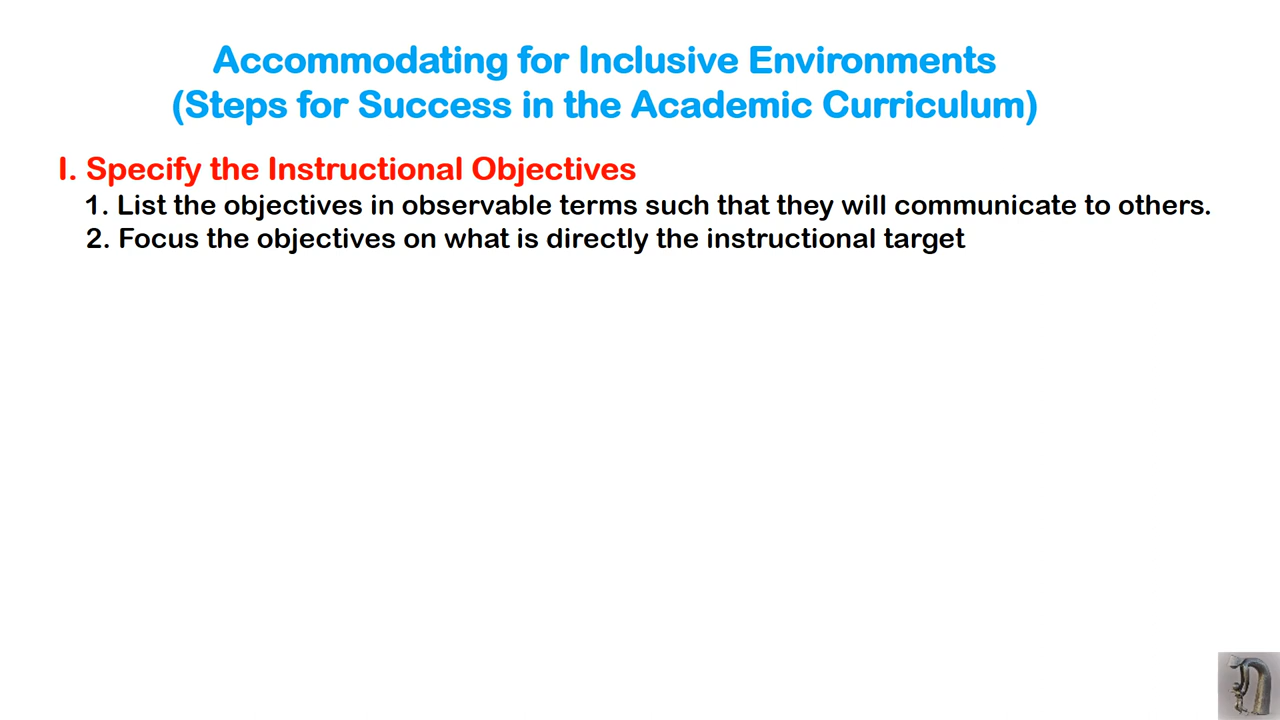 Accommodating for Inclusive Environments
(Steps for Success in the Academic Curriculum)
I. Specify the Instructional Objectives
1. List the objectives in observable terms such that they will communicate to others.
2. Focus the objectives on what is directly the instructional target